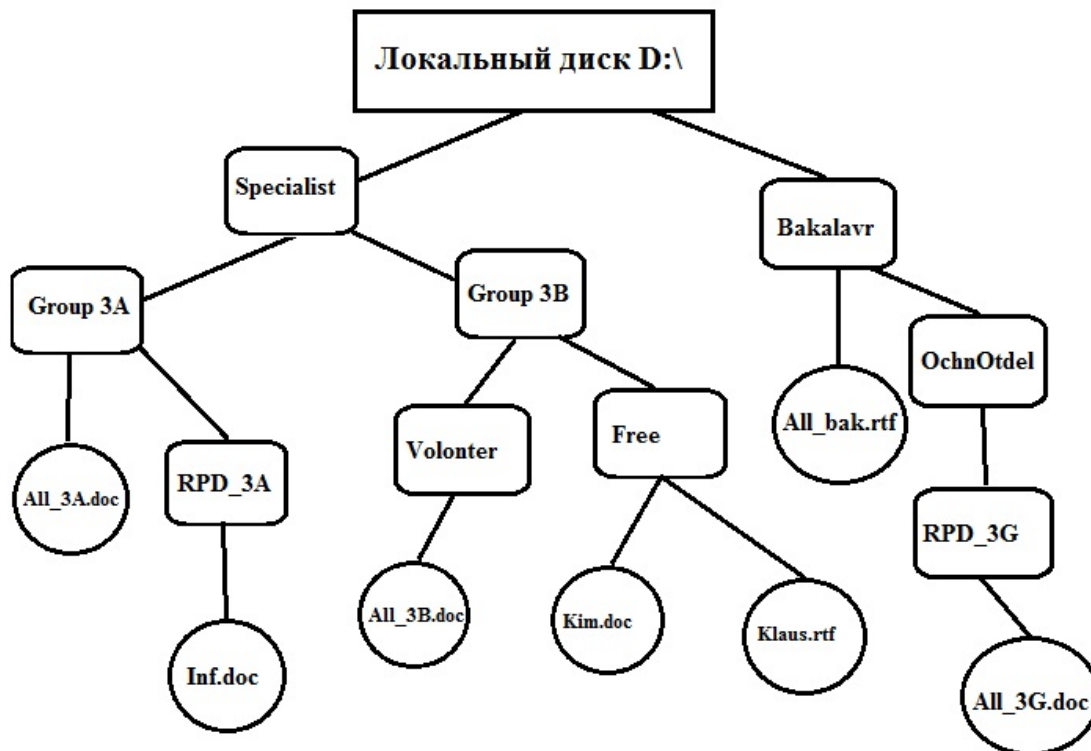 Локальный диск D:\
Specialist
Bakalavr
Group 3A
Group 3B
OchnOtdel
All_bak.rtf
Volonter
Free
All_3A.doc
RPD_3A
RPD_3G
All_3B.doc
Kim.doc
Klaus.rtf
Inf.doc
All_3G.doc